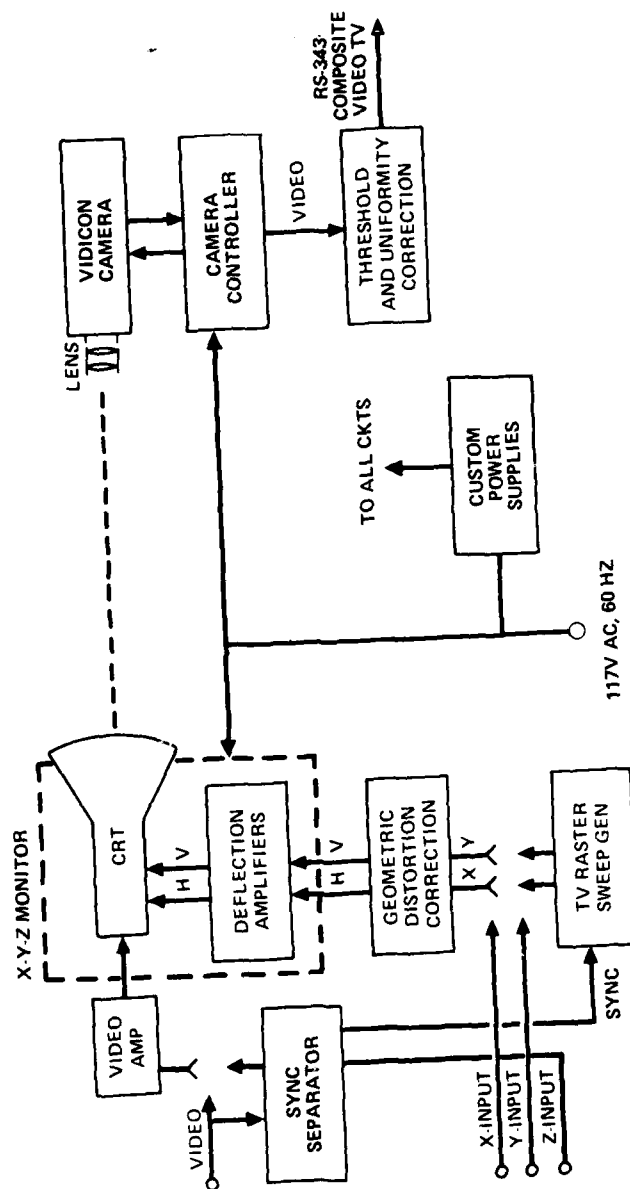 X-Y-Z MONITOR
VIDEO
VIDEO
AMP
CRT
H
V
DEFLECTION
AMPLIFIERS
H
V
GEOMETRIC
DISTORTION
CORRECTION
X
Y
TV RASTER
SWEEP GEN
SYNC
SYNC
SEPARATOR
X-INPUT
Y-INPUT
Z-INPUT
LENS
VIDICON
CAMERA
CAMERA
CONTROLLER
VIDEO
THRESHOLD
AND UNIFORMITY
CORRECTION
RS-343
COMPOSITE
VIDEO TV
TO ALL CKTS
CUSTOM
POWER
SUPPLIES
117V AC, 60 HZ